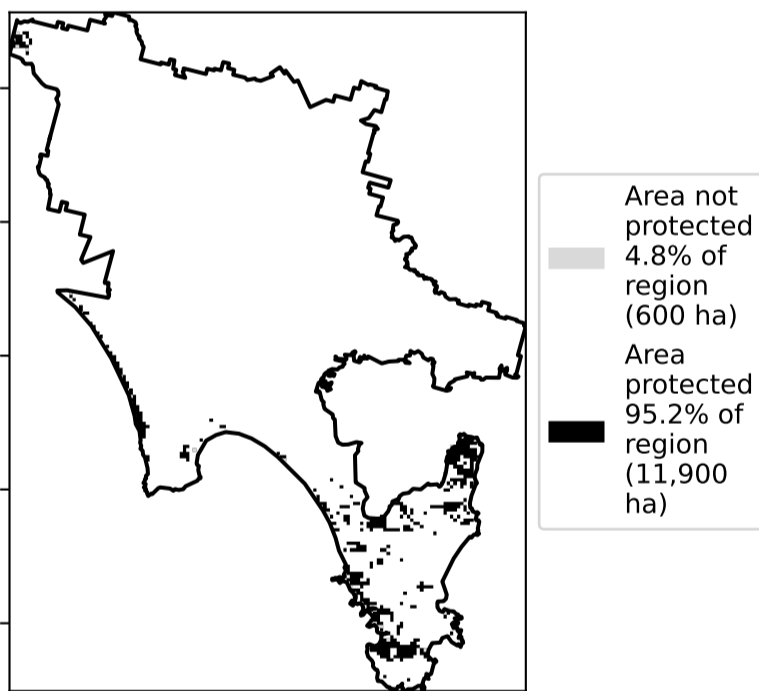 Area not
protected
4.8% of
region
(600 ha)
Area
protected
95.2% of
region
(11,900
ha)